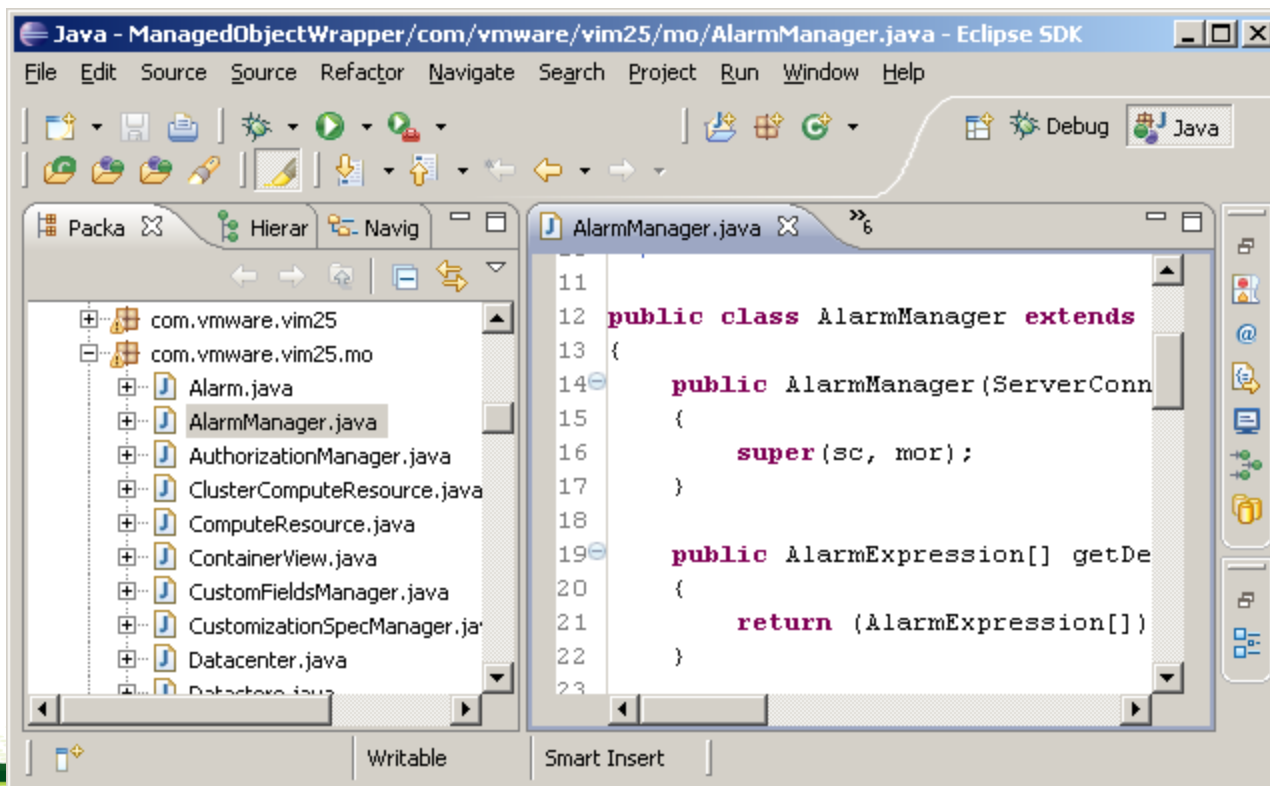 Java - ManagedObjectWrapper/com/vmware/vim25/mo/AlarmManager.java - Eclipse SDK
File Edit Source Source Refactor Navigate Search Project Run Window Help
Debug Java
Packa Hierar Navig
com.vmware.vim25
com.vmware.vim25.mo
Alarm.java
AlarmManager.java
AuthorizationManager.java
ClusterComputeResource.java
ComputeResource.java
ContainerView.java
CustomFieldsManager.java
CustomizationSpecManager.ja
Datacenter.java
Datastore.java
AlarmManager.java »6
11
12 public class AlarmManager extends
13 {
14 public AlarmManager(ServerConn
15 {
16 super(sc, mor);
17 }
18
19 public AlarmExpression[] getDe
20 {
21 return (AlarmExpression[])
22 }
23
Writable Smart Insert